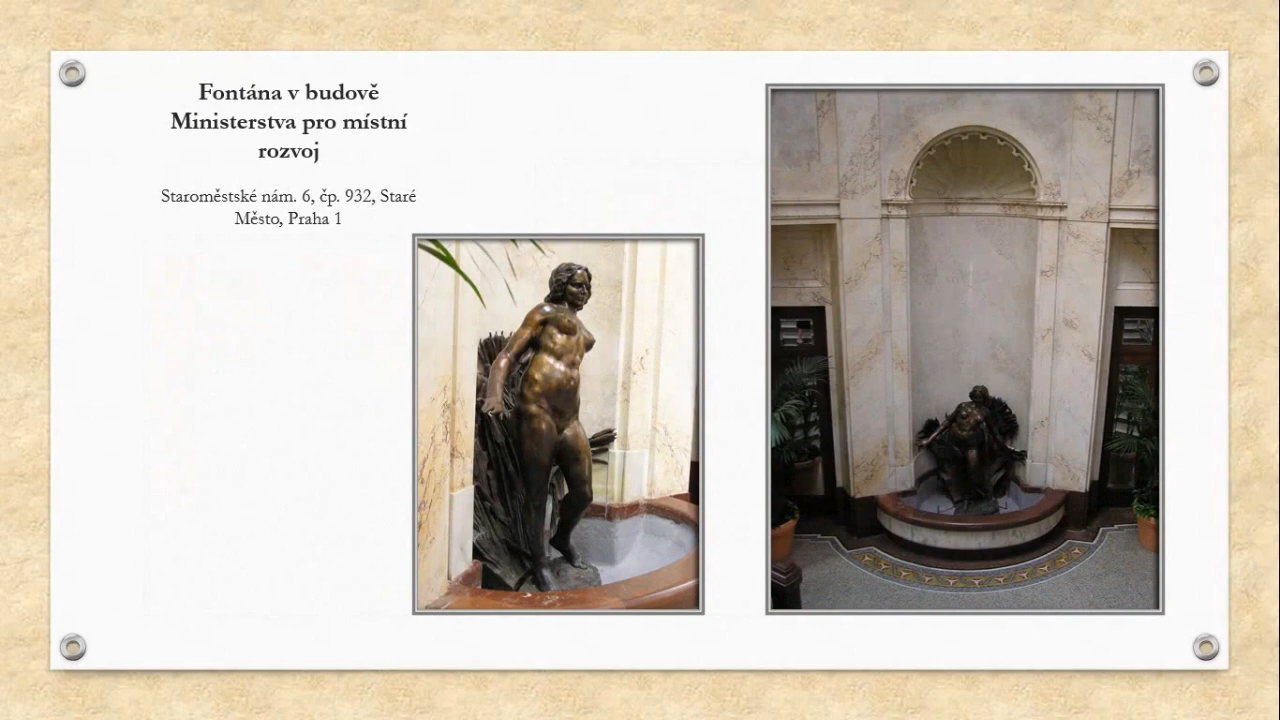 Fontána v budově
Ministerstva pro místní
rozvoj
Staroměstské nám. 6, čp. 932, Staré
Město, Praha 1